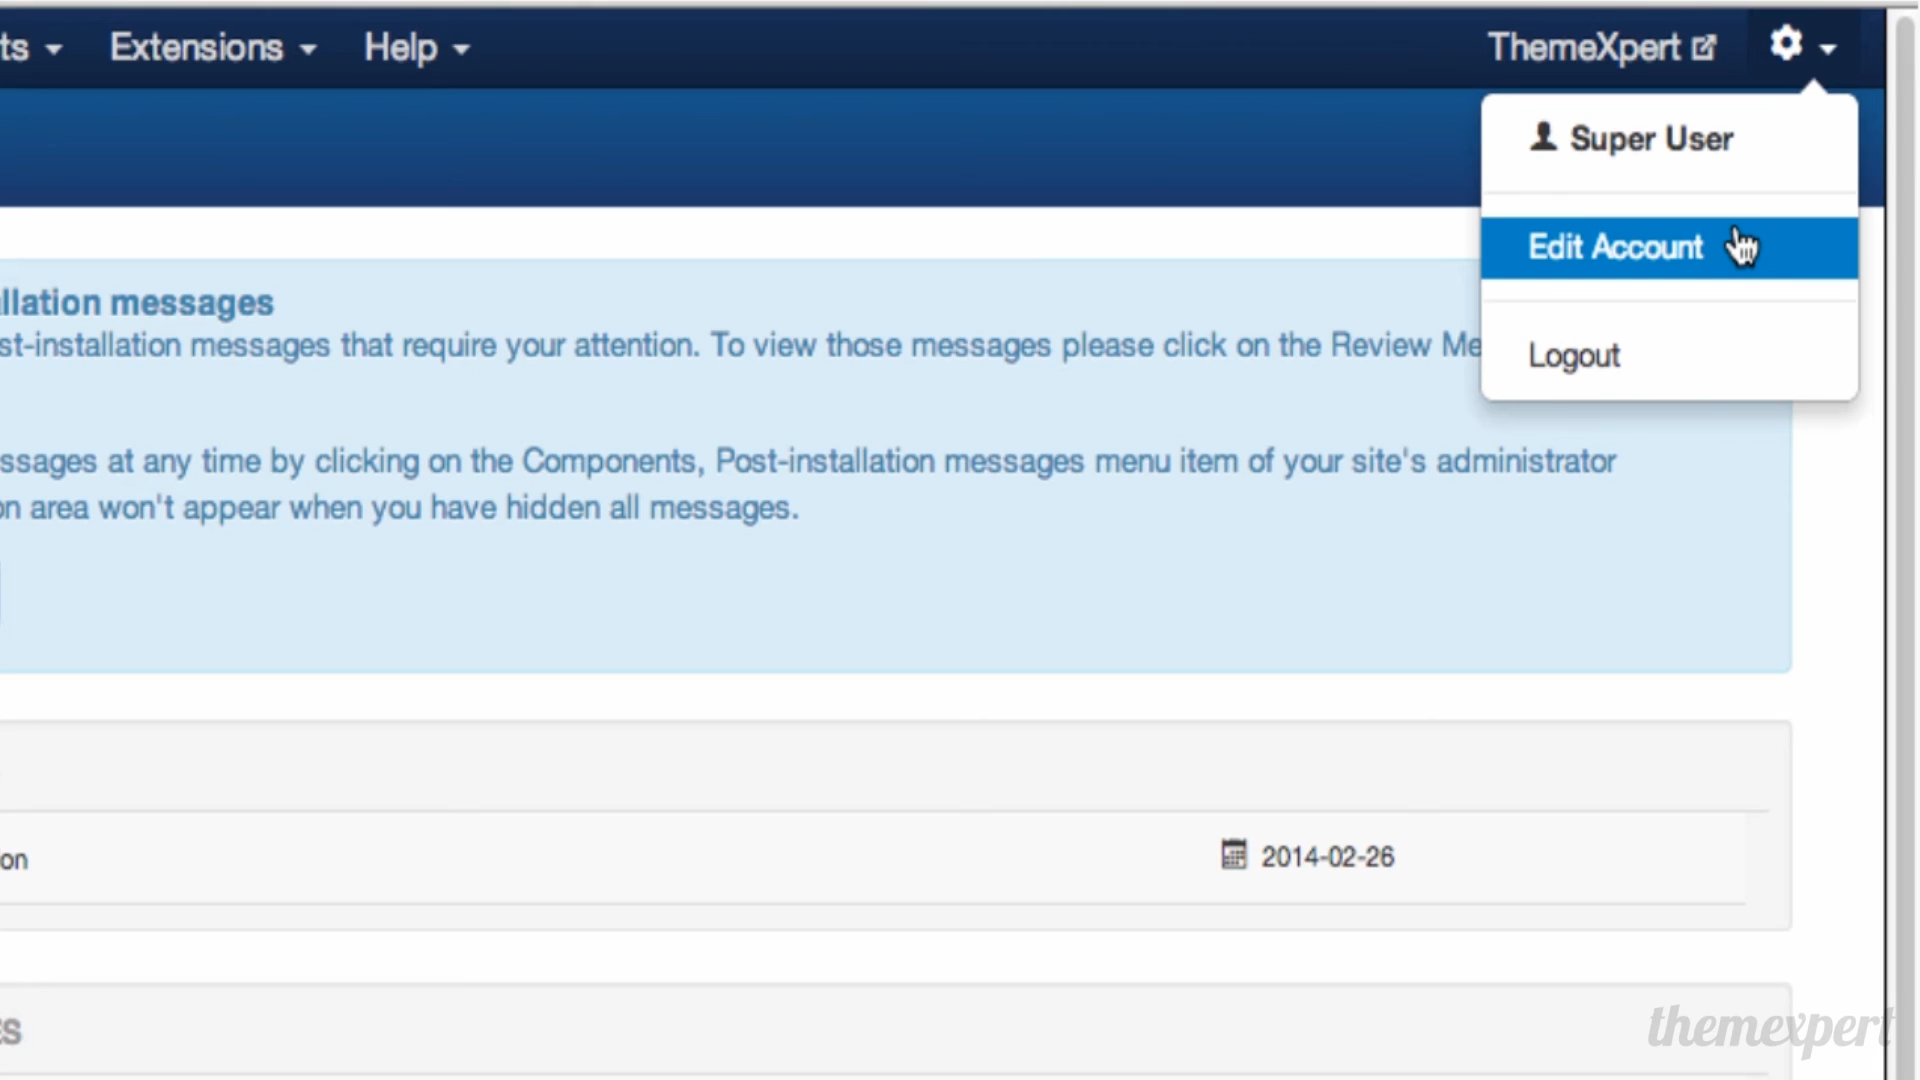 ts Extensions Help ThemeXpert
Super User
Edit Account
Logout
llation messages
st-installation messages that require your attention. To view those messages please click on the Review Me
ssages at any time by clicking on the Components, Post-installation messages menu item of your site's administrator
on area won't appear when you have hidden all messages.
on 2014-02-26
ES
themexpert